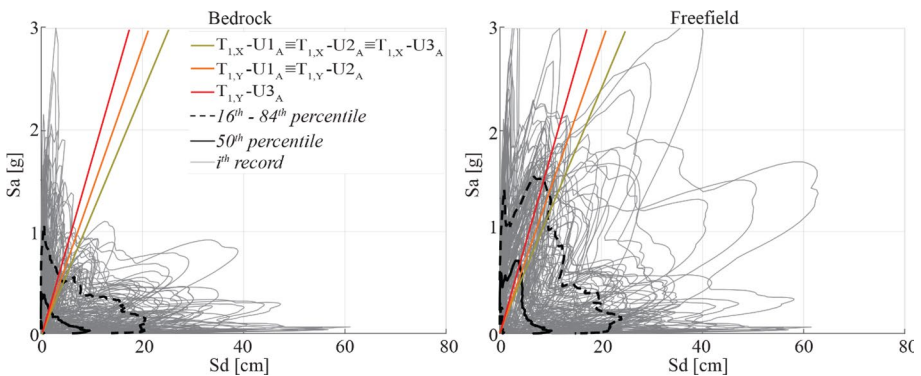 Bedrock
3
2
1
0
Sa [g]
T1,X-U1A≡T1,X-U2A≡T1,X-U3A
T1,Y-U1A≡T1,Y-U2A
T1,Y-U3A
16th - 84th percentile
50th percentile
ith record
0 20 40 60 80
Sd [cm]
Freefield
3
2
1
0
Sa [g]
0 20 40 60 80
Sd [cm]